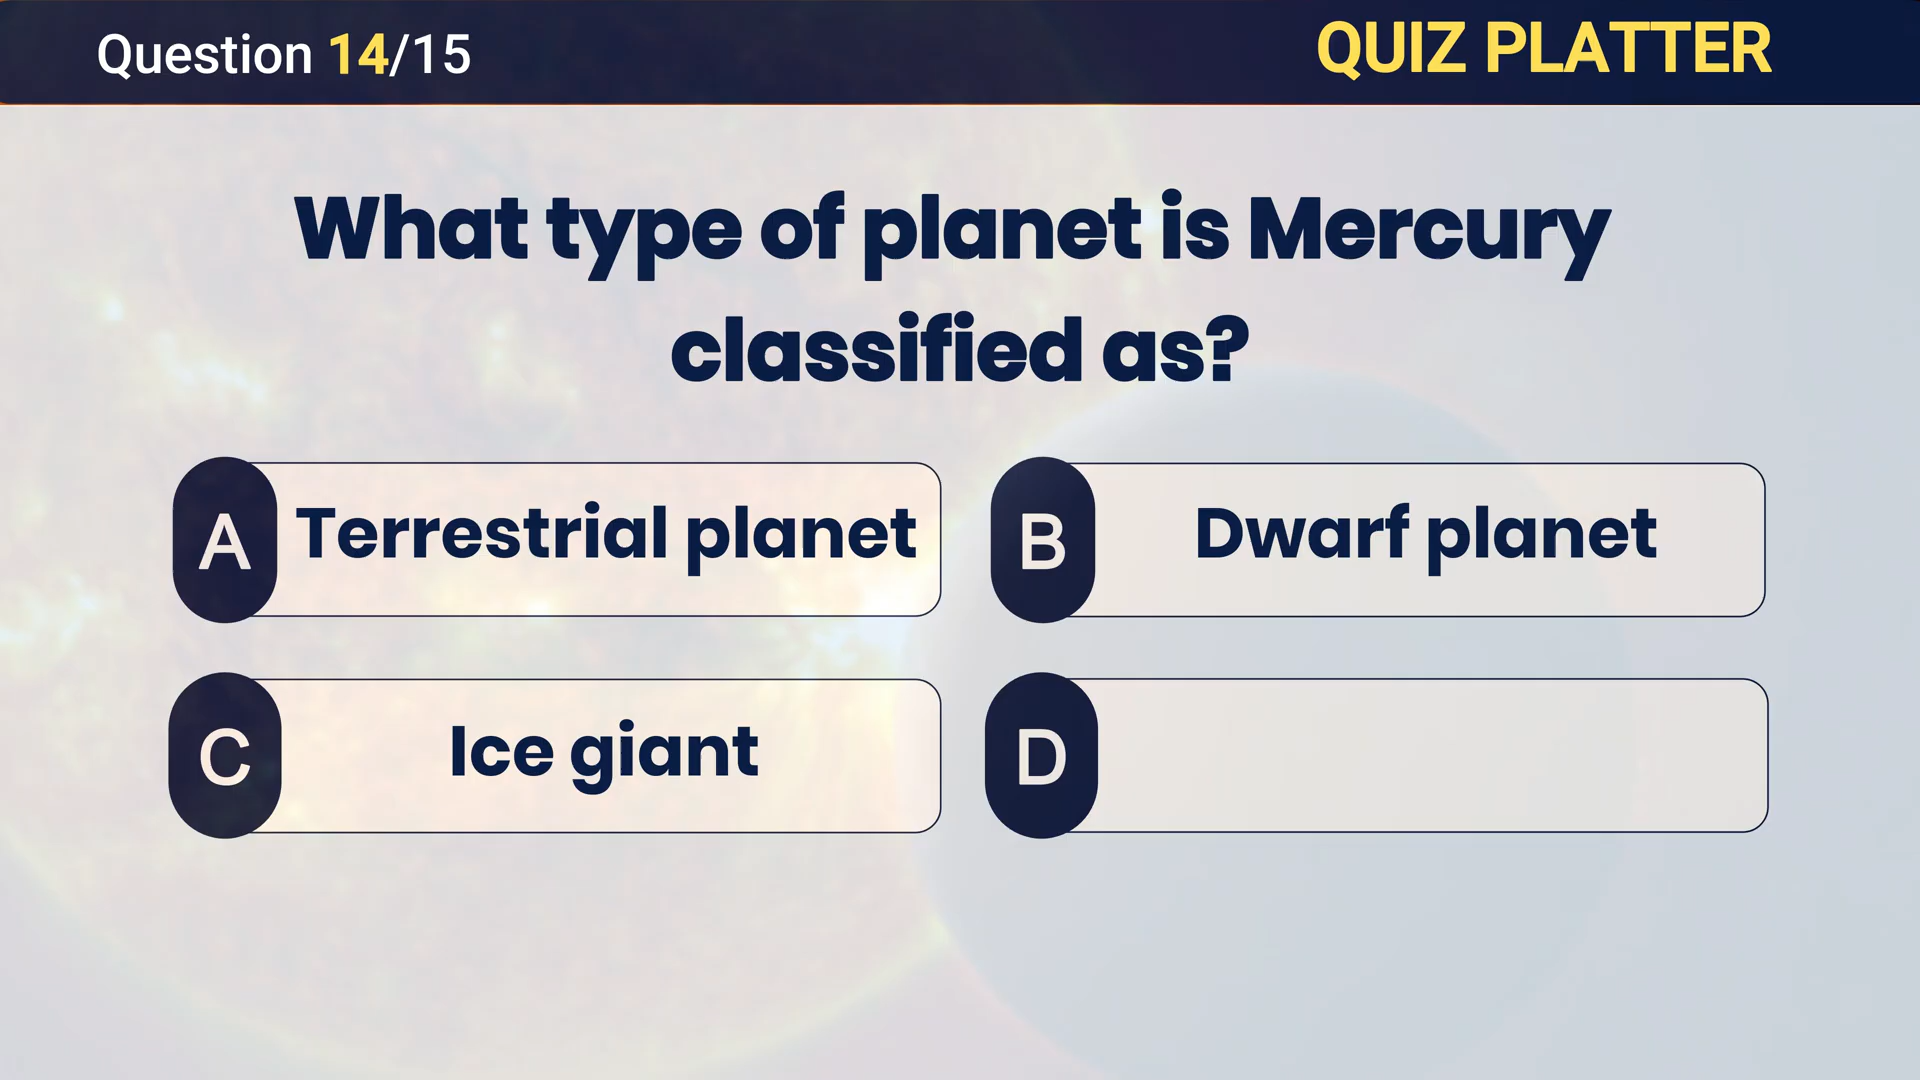 Question 14/15
QUIZ PLATTER
What type of planet is Mercury
classified as?
A Terrestrial planet
B Dwarf planet
C Ice giant
D